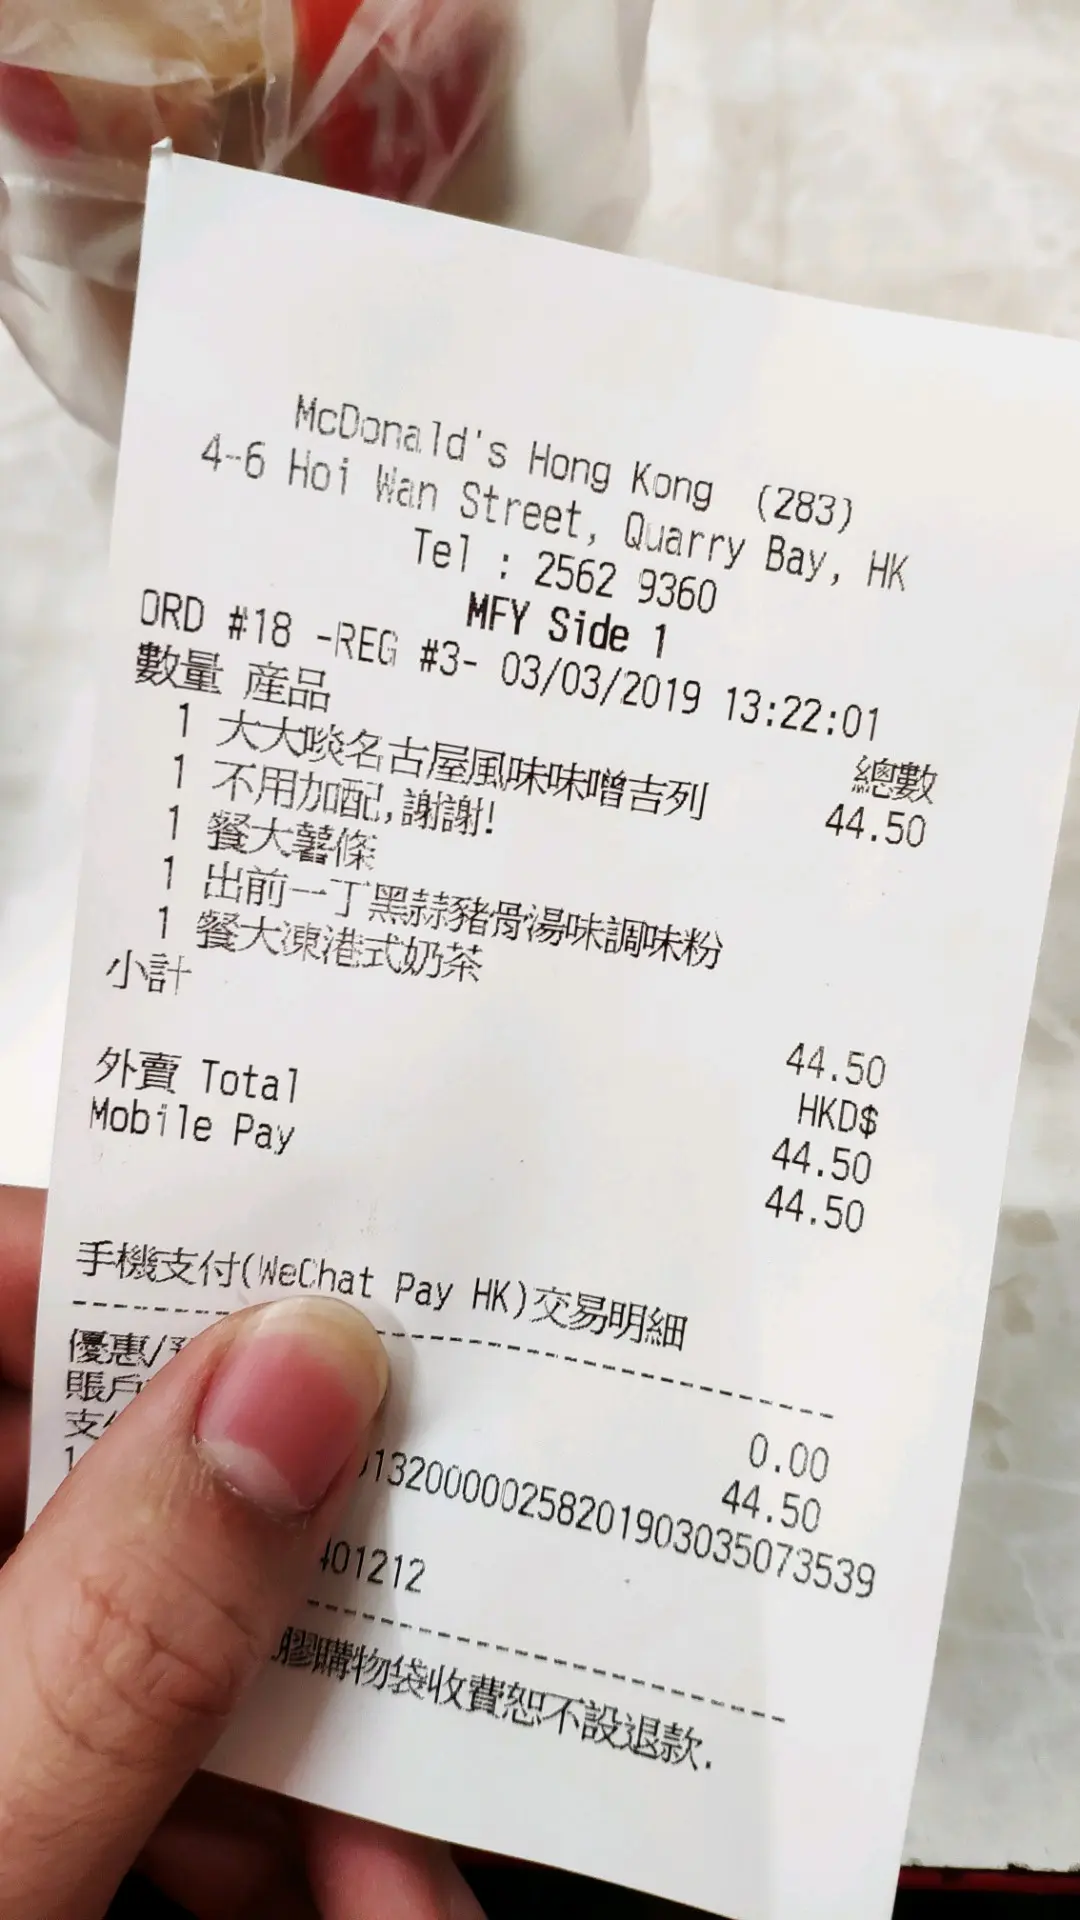 McDonald's Hong Kong (283)
4-6 Hoi Wan Street, Quarry Bay, HK
Tel : 2562 9360
MFY Side 1
ORD #18 -REG #3- 03/03/2019 13:22:01
數量 産品 總數
1 大大啖名古屋風味味噌吉列 44.50
1 不用加配,謝謝!
1 餐大薯條
1 出前一丁黑蒜豬骨湯味調味粉
1 餐大凍港式奶茶
小計 44.50
HKD$
外賣 Total 44.50
Mobile Pay 44.50
手機支付(WeChat Pay HK)交易明細
優惠/ 0.00
賬戶 44.50
13200000258201903035073539
401212
膠購物袋收費恕不設退款.